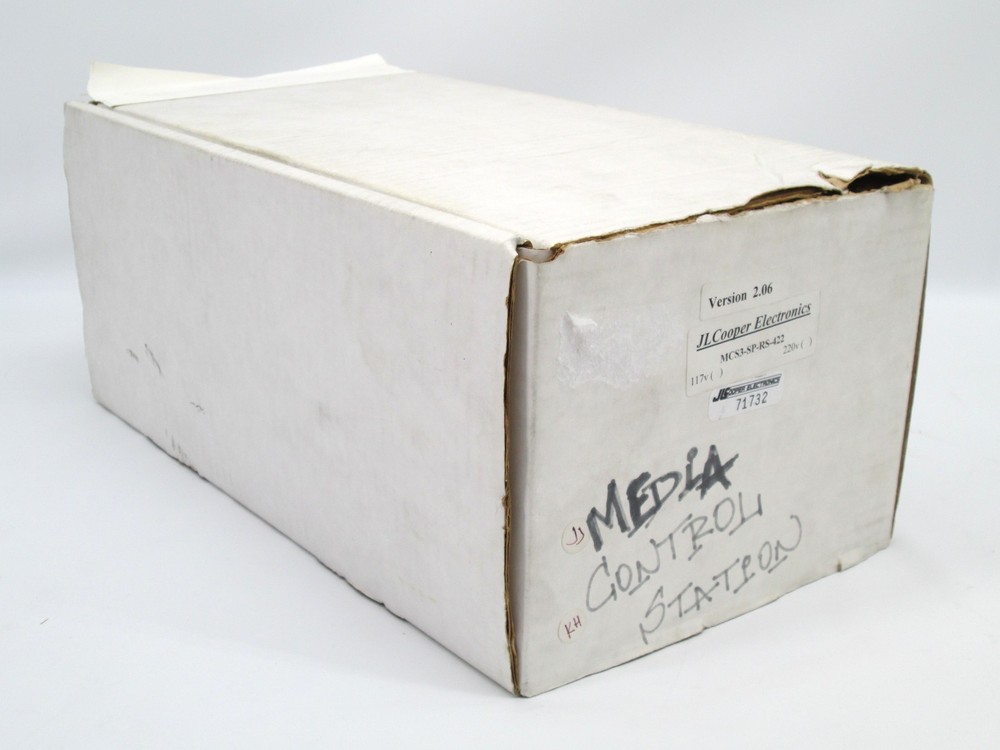 Version 2.06
JLCooper Electronics
MCS3-SP-RS-422
117v ( ) 220v ( )
JLCOOPER ELECTRONICS
71732
MEDIA
CONTROL
STATION
JJ
KH